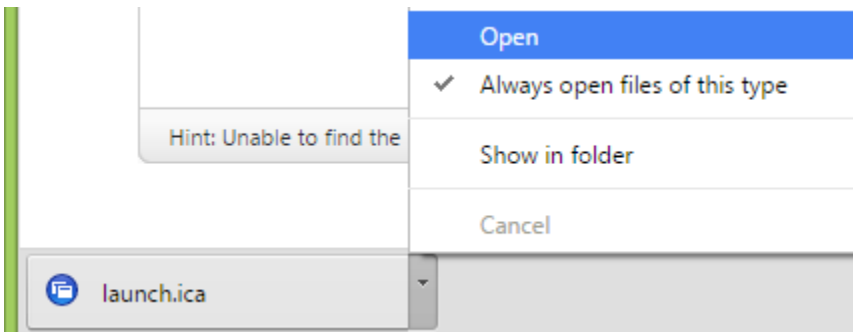 Open
Always open files of this type
Hint: Unable to find the
Show in folder
Cancel
launch.ica